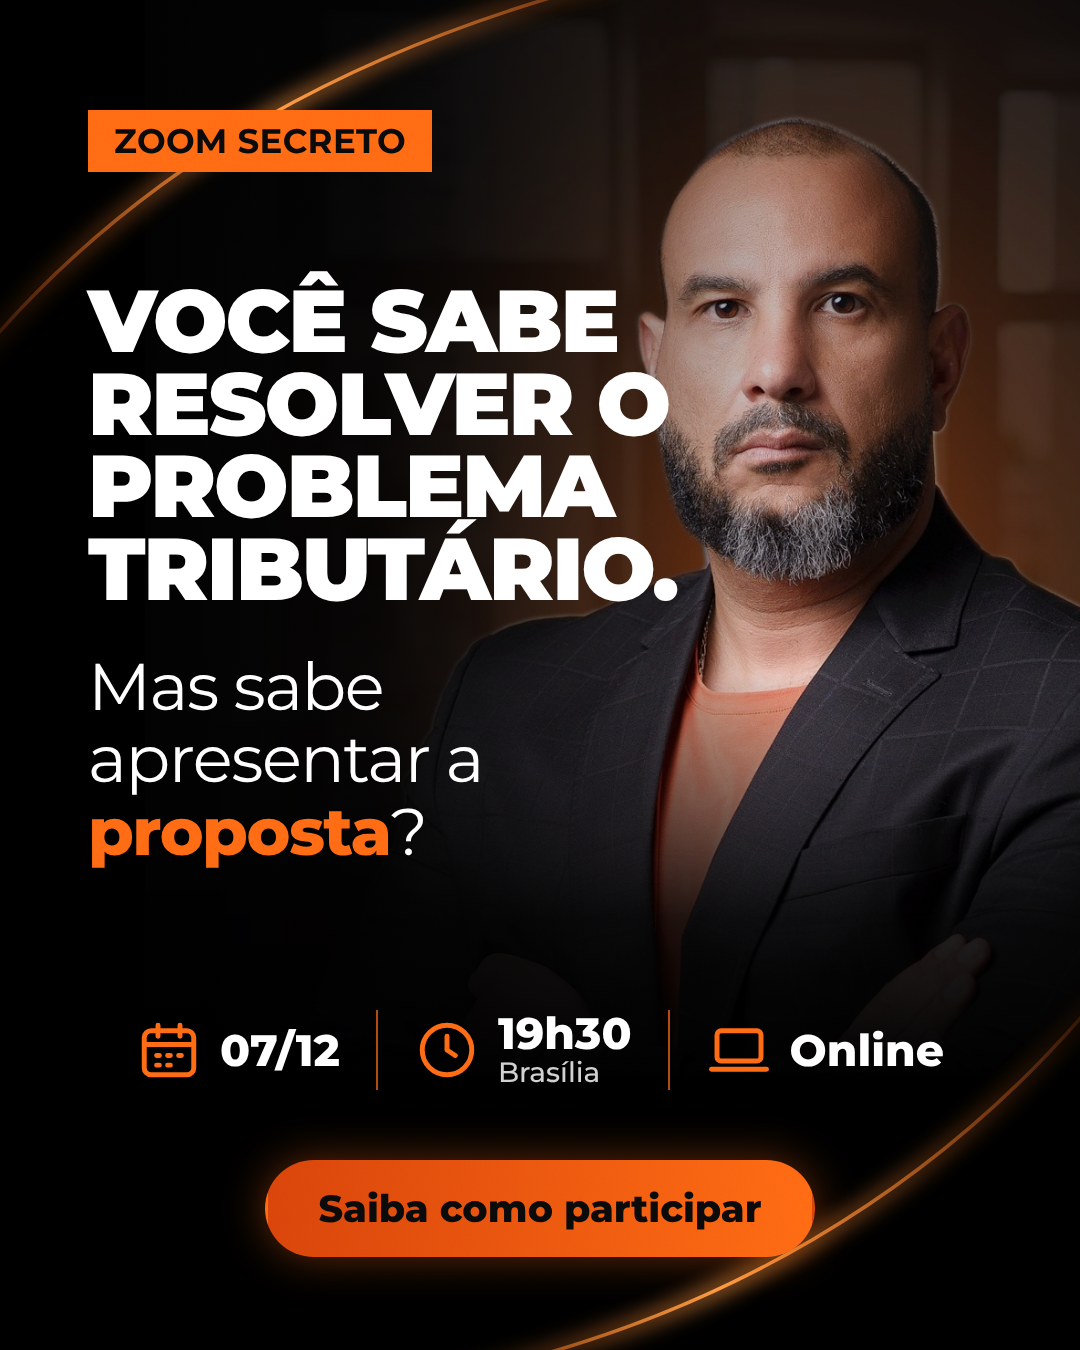 ZOOM SECRETO
VOCÊ SABE
RESOLVER O
PROBLEMA
TRIBUTÁRIO.
Mas sabe
apresentar a
proposta?
07/12
19h30
Brasília
Online
Saiba como participar